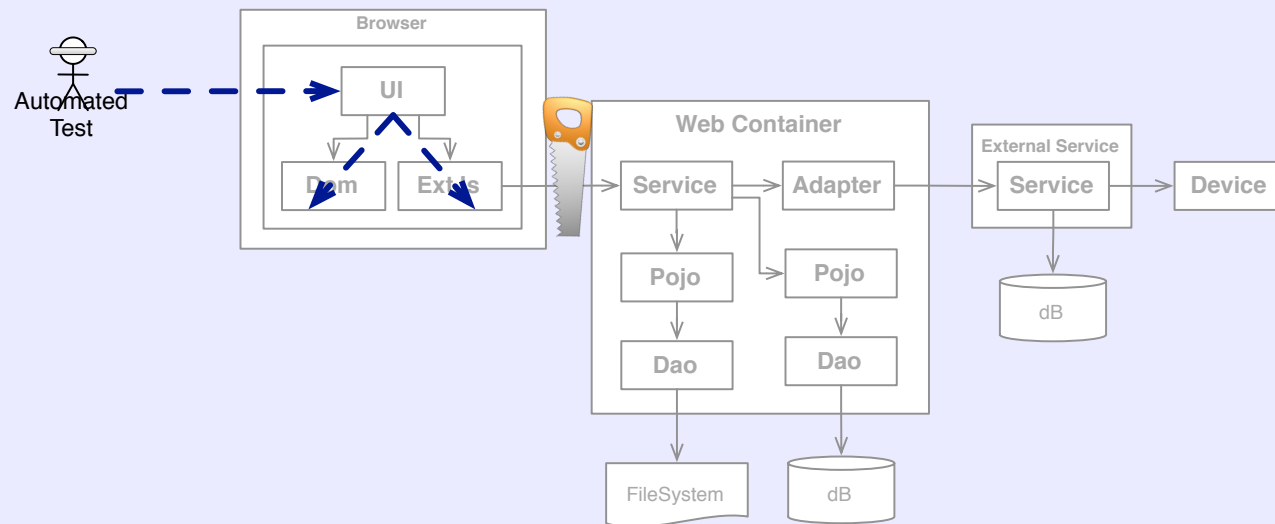 Browser
UI
Automated
Test
Web Container
External Service
Dom
ExtJs
Service
Adapter
Service
Device
Pojo
Pojo
dB
Dao
Dao
FileSystem
dB